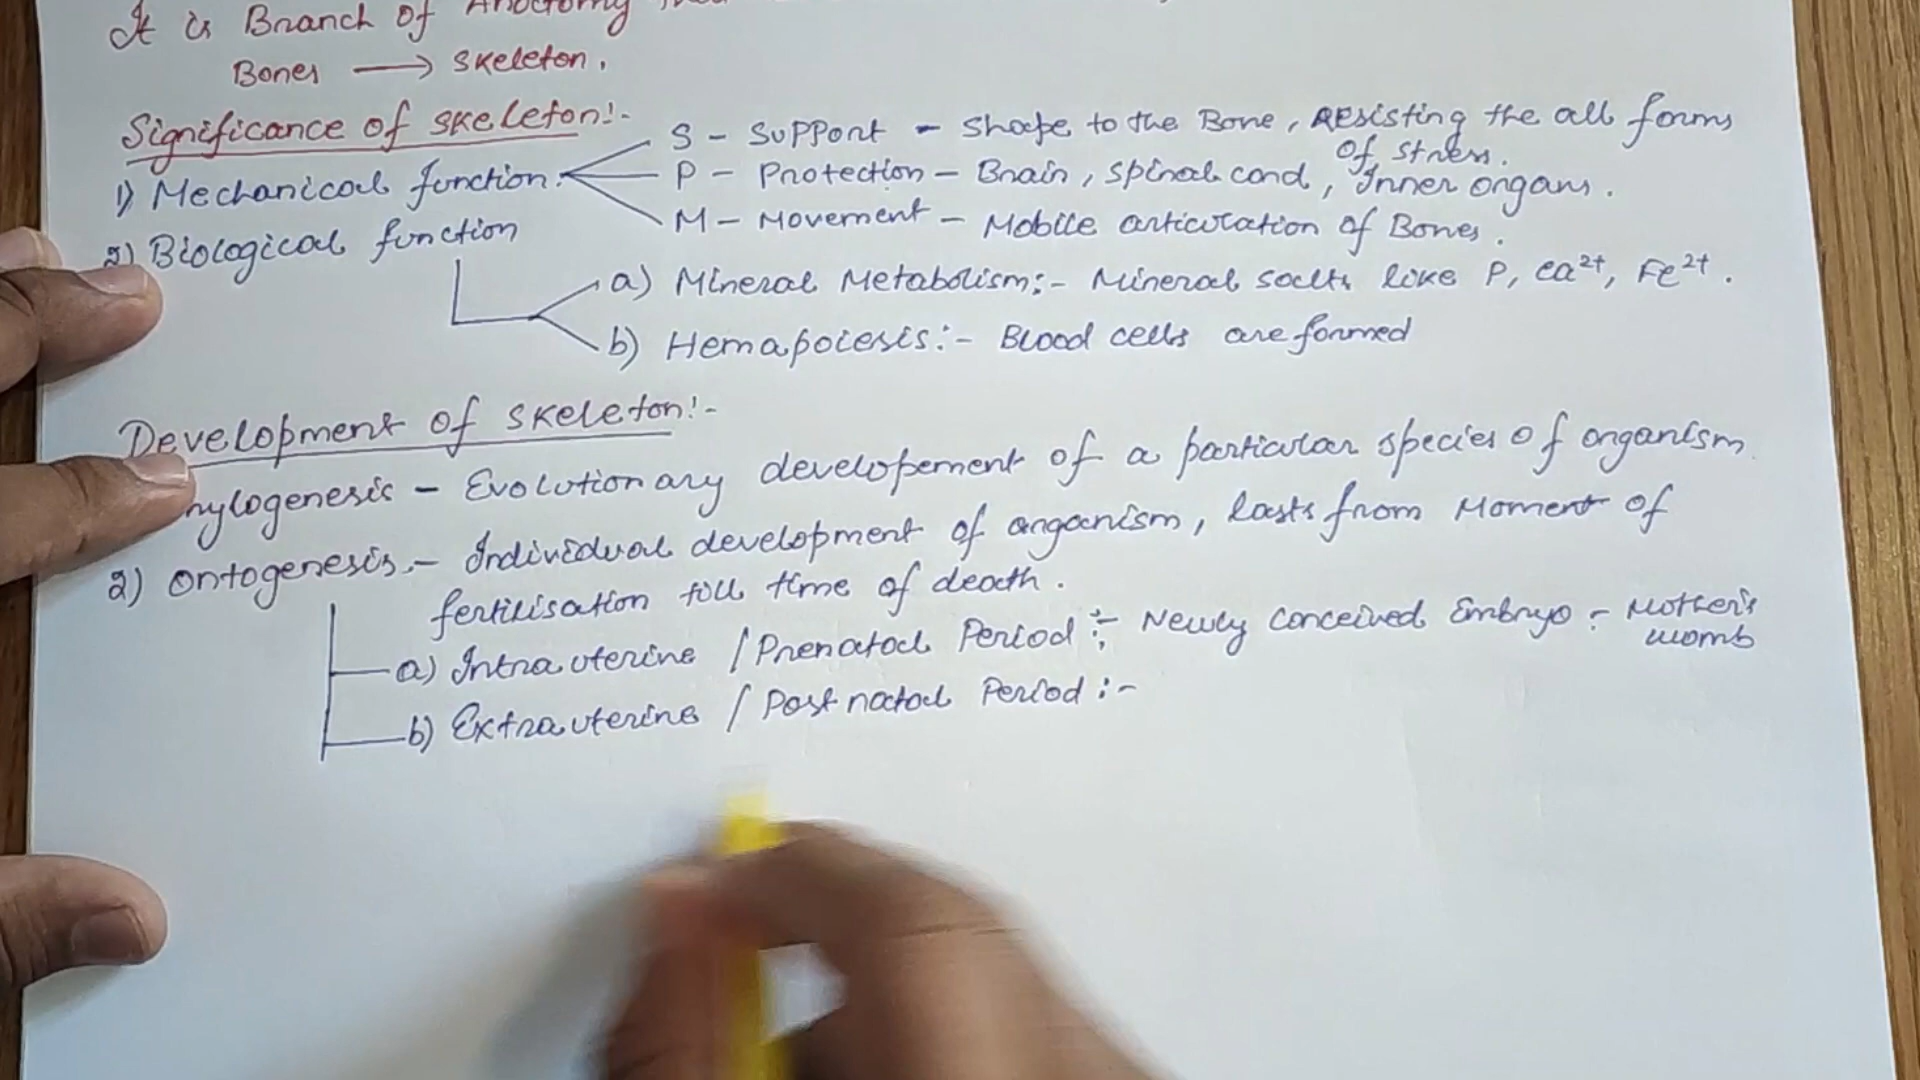 It is Branch of Anatomy
Bones → Skeleton.
Significance of skeleton:-
S - Support - Shape to the Bone, Resisting the all forms
of stress.
1) Mechanical function:- P - Protection - Brain, Spinal cord, Inner organs.
M - Movement - Mobile articulation of Bones.
2) Biological function
a) Mineral Metabolism:- Mineral salts like P, Ca2+, Fe2+.
b) Hemapoiesis:- Blood cells are formed
Development of skeleton:-
hylogenesis - Evolutionary developement of a particular species of organism
2) Ontogenesis - Individual development of organism, lasts from Moment of
fertilisation till time of death.
a) Intrauterine / Prenatal Period :- Newly conceived Embryo - Mother's
womb
b) Extrauterine / Postnatal Period :-